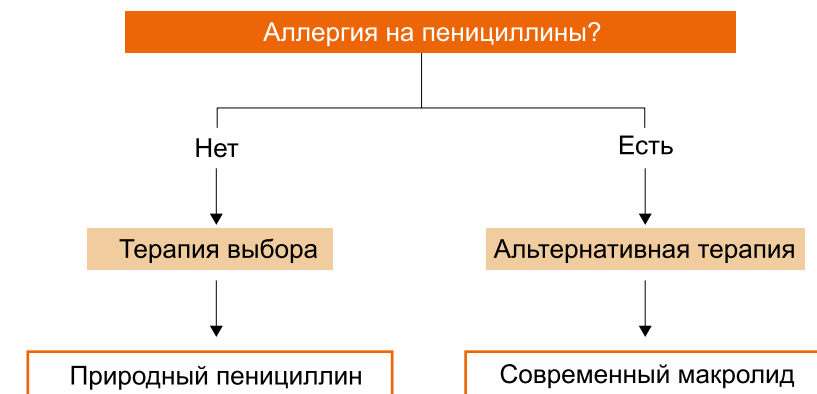 Аллергия на пенициллины?
Нет
Есть
Терапия выбора
Альтернативная терапия
Природный пенициллин
Современный макролид